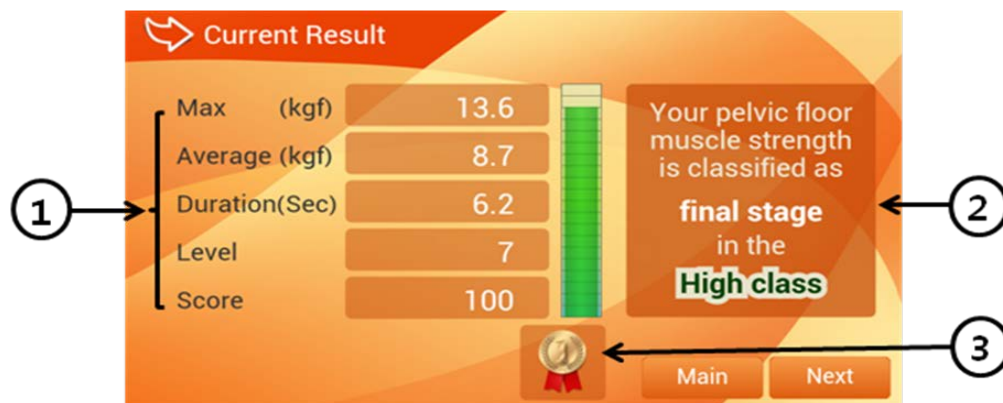 Current Result
Max (kgf) 13.6
Average (kgf) 8.7
Duration(Sec) 6.2
Level 7
Score 100
Your pelvic floor
muscle strength
is classified as
final stage
in the
High class
Main Next
1
2
3